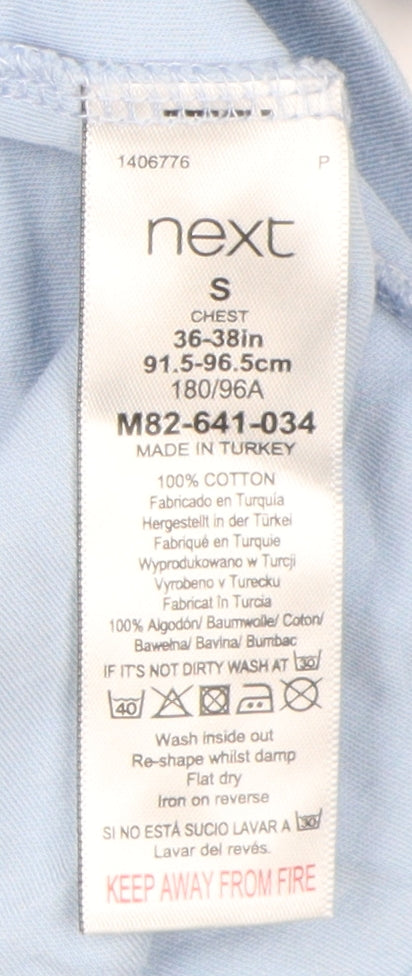 1406776 P
next
S
CHEST
36-38in
91.5-96.5cm
180/96A
M82-641-034
MADE IN TURKEY
100% COTTON
Fabricado en Turquía
Hergestellt in der Türkei
Fabriqué en Turquie
Wyprodukowano w Turcji
Vyrobeno v Turecku
Fabricat în Turcia
100% Algodón/ Baumwolle/ Coton/
Bawełna/ Bavlna/ Bumbac
IF IT'S NOT DIRTY WASH AT 30
40
Wash inside out
Re-shape whilst damp
Flat dry
Iron on reverse
SI NO ESTÁ SUCIO LAVAR A 30
Lavar del revés.
KEEP AWAY FROM FIRE